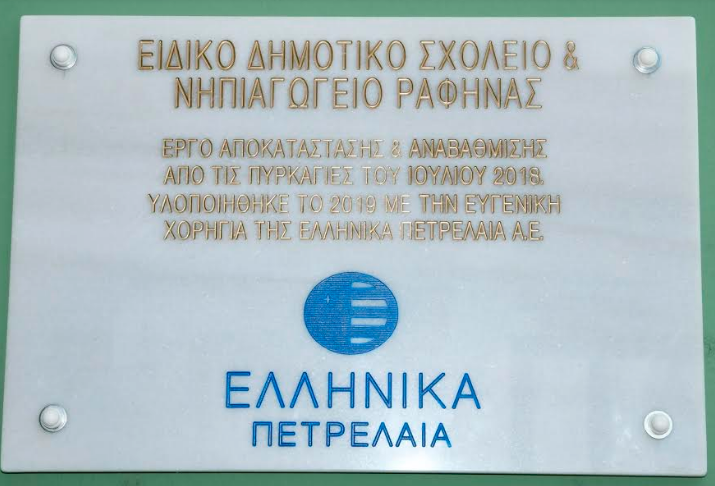 ΕΙΔΙΚΟ ΔΗΜΟΤΙΚΟ ΣΧΟΛΕΙΟ &
ΝΗΠΙΑΓΩΓΕΙΟ ΡΑΦΗΝΑΣ
ΕΡΓΟ ΑΠΟΚΑΤΑΣΤΑΣΗΣ & ΑΝΑΒΑΘΜΙΣΗΣ
ΑΠΟ ΤΙΣ ΠΥΡΚΑΓΙΕΣ ΤΟΥ ΙΟΥΛΙΟΥ 2018.
ΥΛΟΠΟΙΗΘΗΚΕ ΤΟ 2019 ΜΕ ΤΗΝ ΕΥΓΕΝΙΚΗ
ΧΟΡΗΓΙΑ ΤΗΣ ΕΛΛΗΝΙΚΑ ΠΕΤΡΕΛΑΙΑ Α.Ε.
ΕΛΛΗΝΙΚΑ
ΠΕΤΡΕΛΑΙΑ